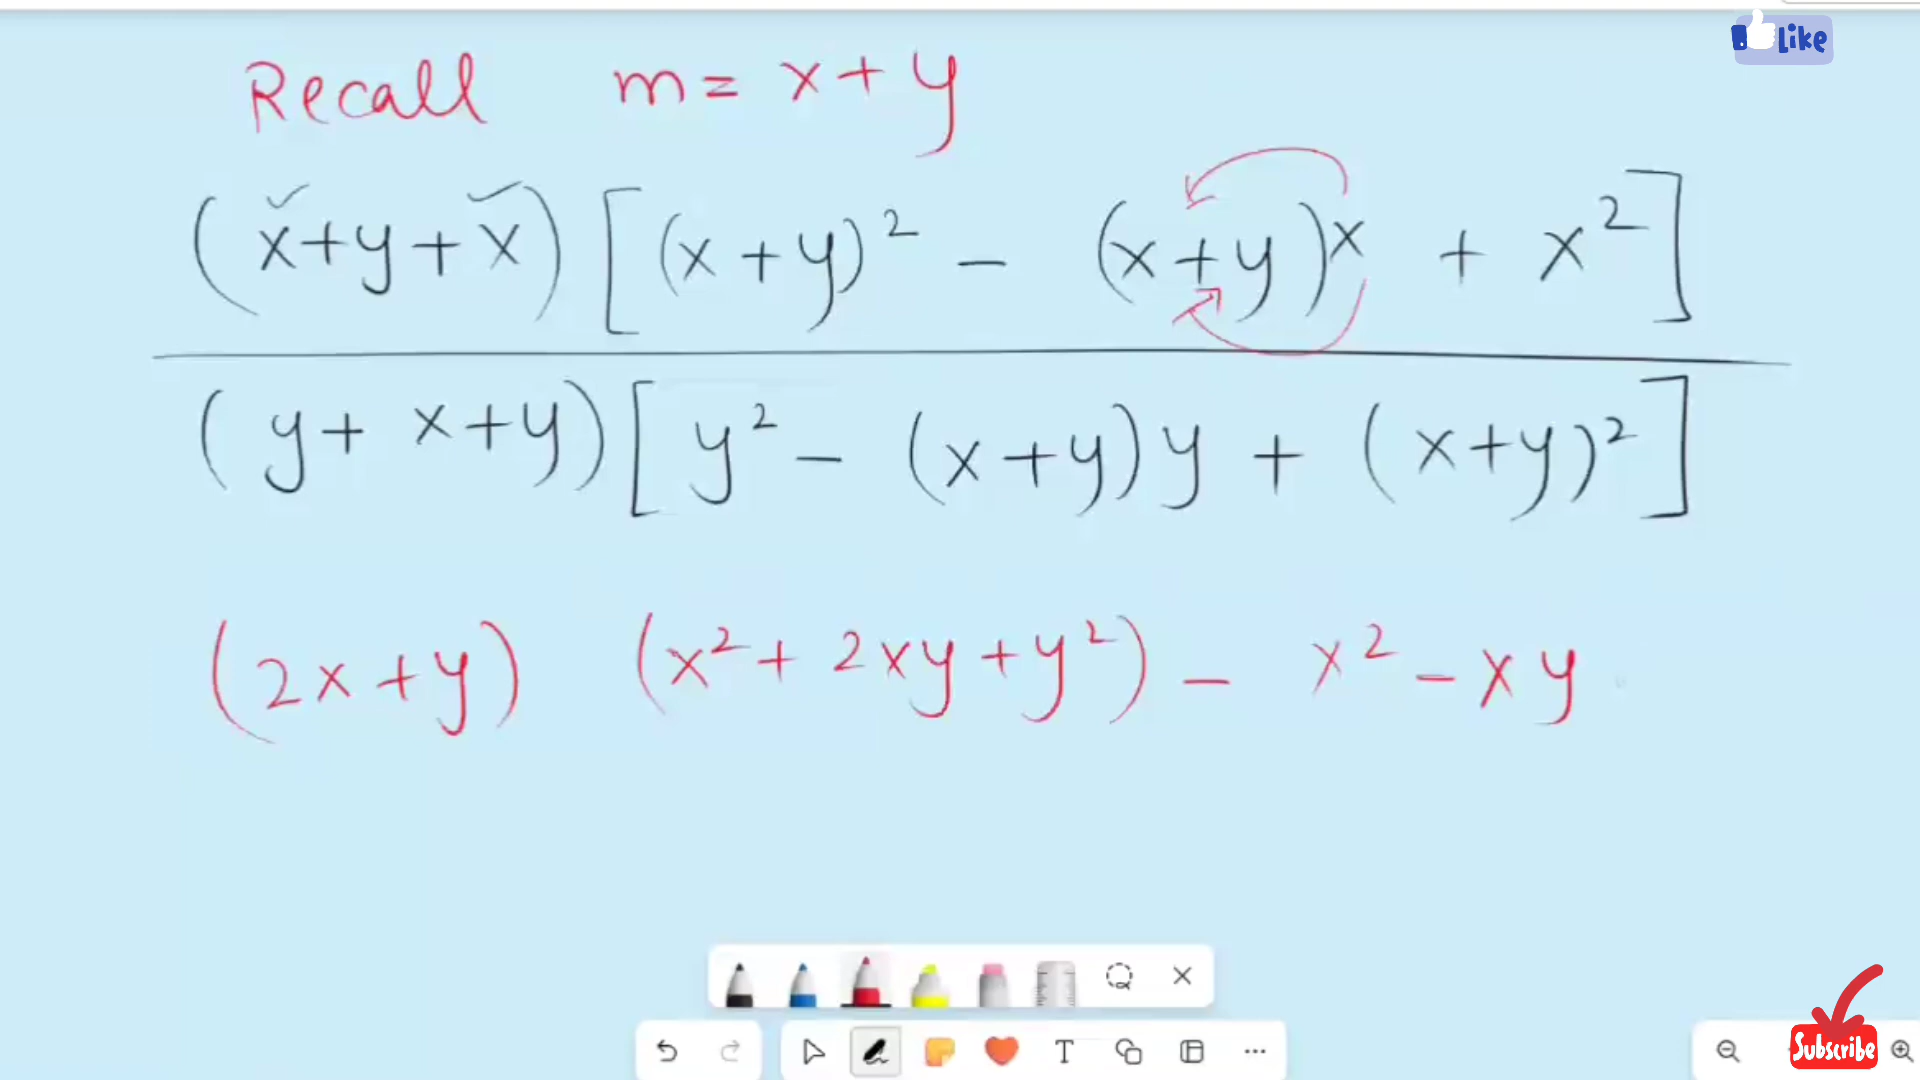 Like
Recall m = x + y
(x+y+x) [(x+y)² - (x+y)x + x²]
(y+x+y) [y² - (x+y)y + (x+y)²]
(2x+y) (x²+2xy+y²) - x² - xy
T
Subscribe